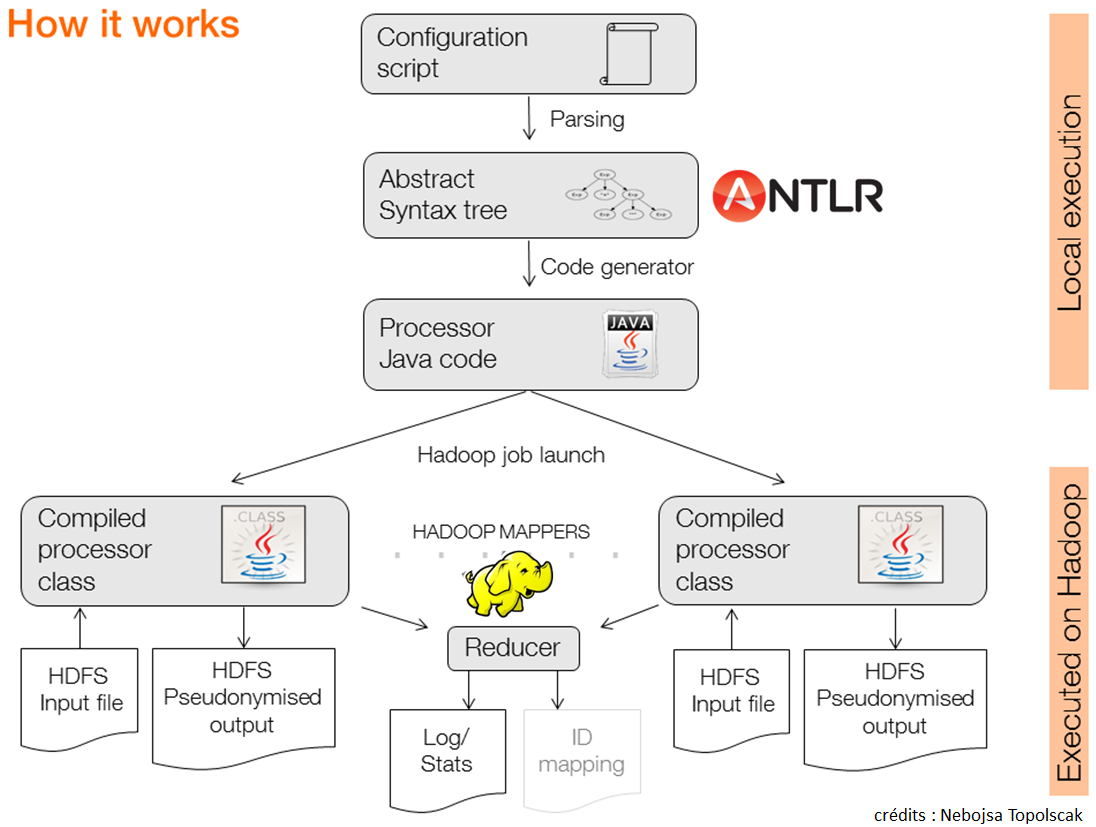 How it works
Configuration
script
Parsing
Abstract
Syntax tree
ANTLR
Code generator
Processor
Java code
JAVA
Local execution
Hadoop job launch
Compiled
processor
class
.CLASS
HADOOP MAPPERS
Compiled
processor
class
.CLASS
Reducer
HDFS
Input file
HDFS
Pseudonymised
output
Log/
Stats
ID
mapping
HDFS
Input file
HDFS
Pseudonymised
output
Executed on Hadoop
crédits : Nebojsa Topolscak